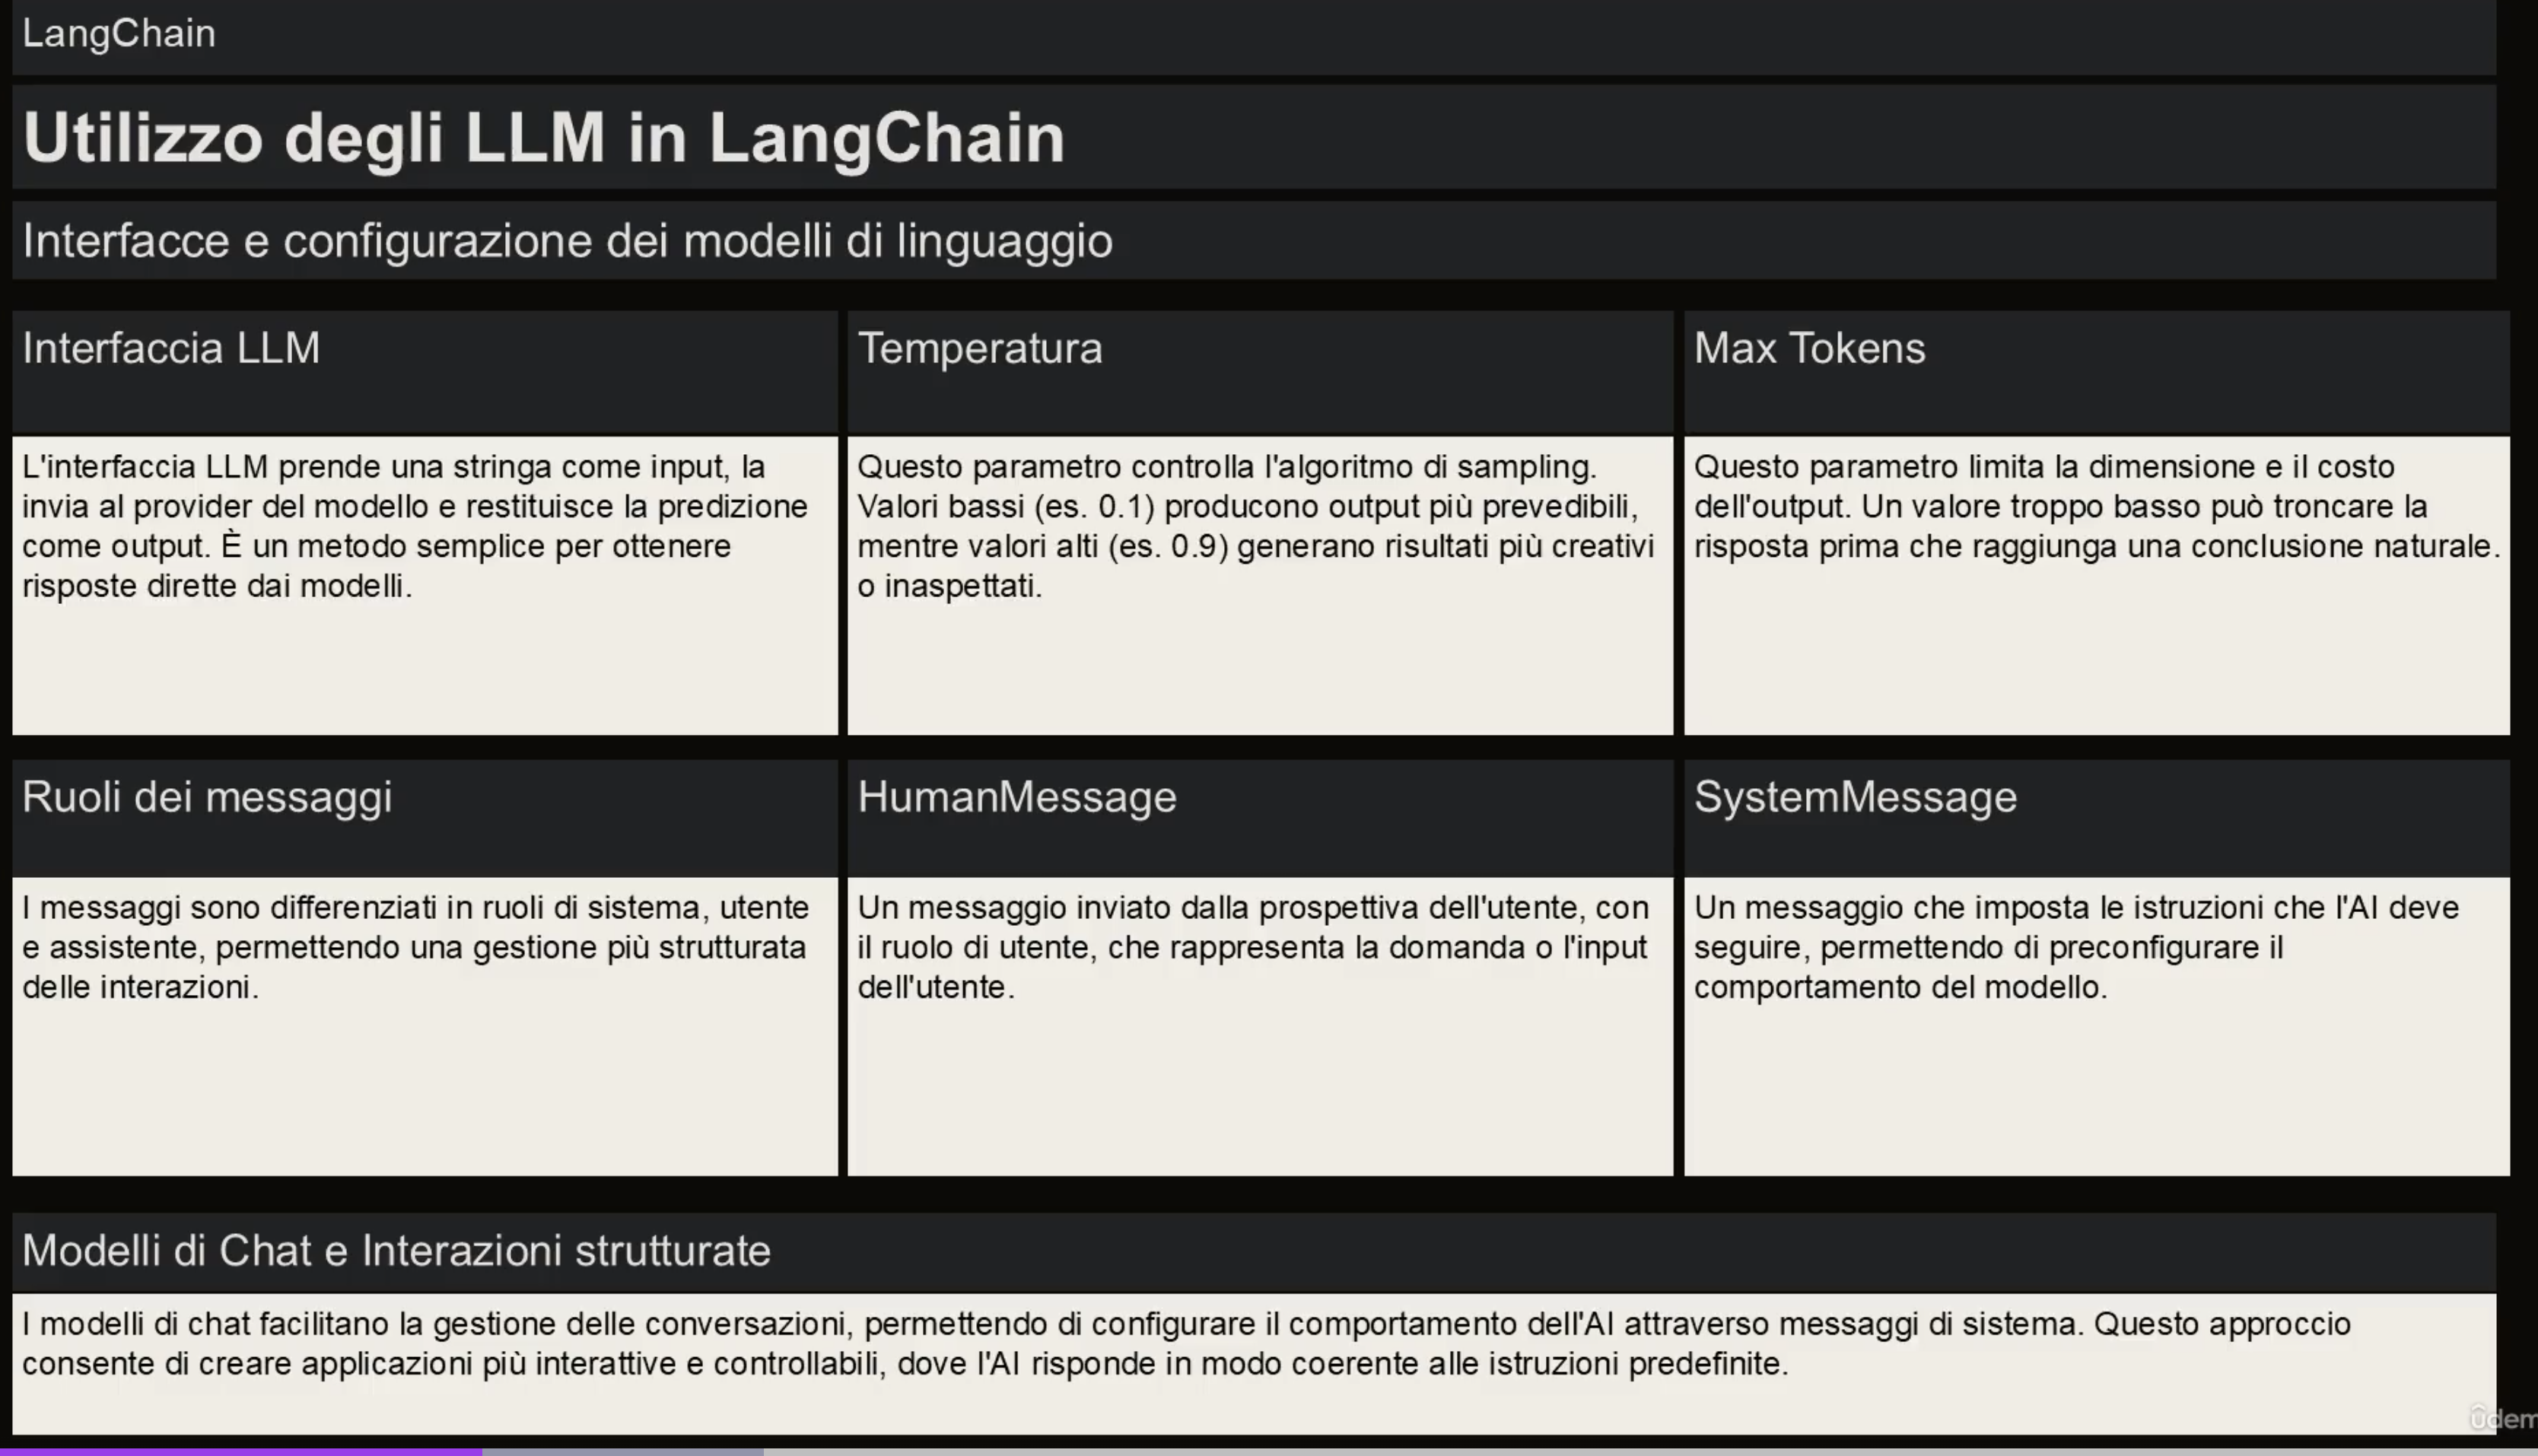 LangChain
Utilizzo degli LLM in LangChain
Interfacce e configurazione dei modelli di linguaggio
Interfaccia LLM
L'interfaccia LLM prende una stringa come input, la
invia al provider del modello e restituisce la predizione
come output. È un metodo semplice per ottenere
risposte dirette dai modelli.
Temperatura
Questo parametro controlla l'algoritmo di sampling.
Valori bassi (es. 0.1) producono output più prevedibili,
mentre valori alti (es. 0.9) generano risultati più creativi
o inaspettati.
Max Tokens
Questo parametro limita la dimensione e il costo
dell'output. Un valore troppo basso può troncare la
risposta prima che raggiunga una conclusione naturale.
Ruoli dei messaggi
I messaggi sono differenziati in ruoli di sistema, utente
e assistente, permettendo una gestione più strutturata
delle interazioni.
HumanMessage
Un messaggio inviato dalla prospettiva dell'utente, con
il ruolo di utente, che rappresenta la domanda o l'input
dell'utente.
SystemMessage
Un messaggio che imposta le istruzioni che l'AI deve
seguire, permettendo di preconfigurare il
comportamento del modello.
Modelli di Chat e Interazioni strutturate
I modelli di chat facilitano la gestione delle conversazioni, permettendo di configurare il comportamento dell'AI attraverso messaggi di sistema. Questo approccio
consente di creare applicazioni più interattive e controllabili, dove l'AI risponde in modo coerente alle istruzioni predefinite.
ûdem